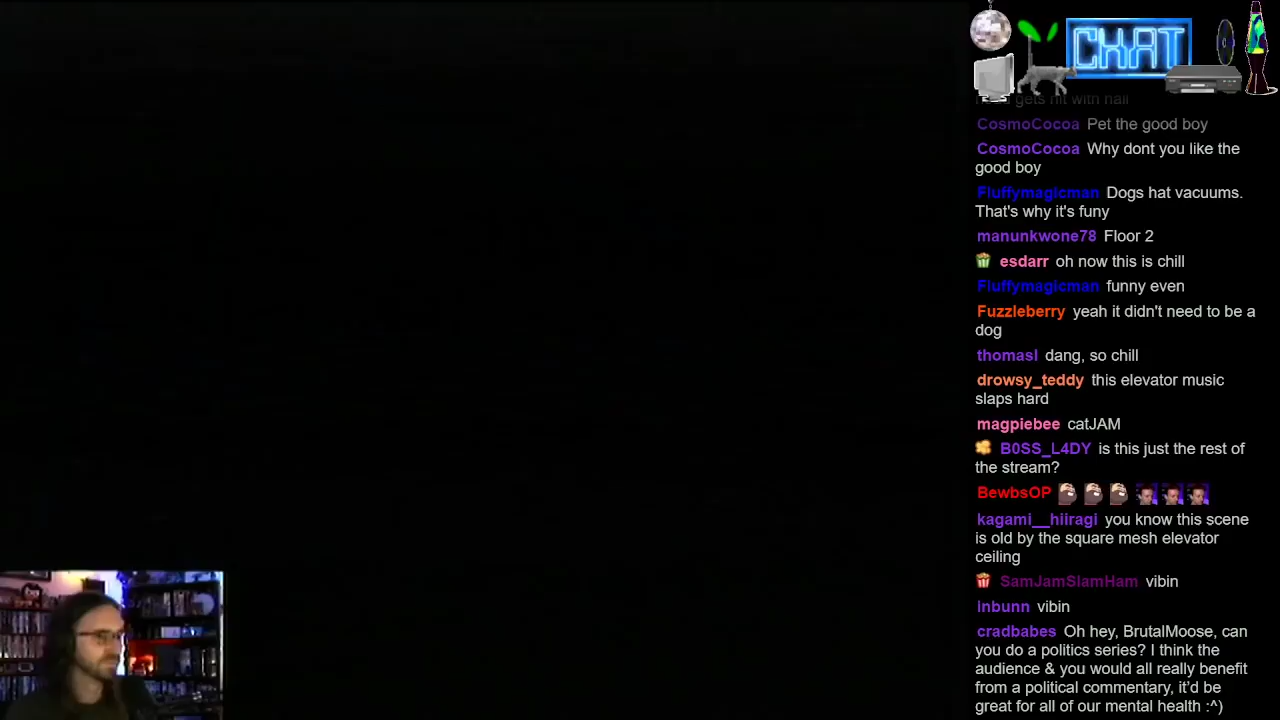 CHAT
CosmoCocoa Pet the good boy
CosmoCocoa Why dont you like the
good boy
Fluffymagicman Dogs hat vacuums.
That's why it's funy
manunkwone78 Floor 2
esdarr oh now this is chill
Fluffymagicman funny even
Fuzzleberry yeah it didn't need to be a
dog
thomasl dang, so chill
drowsy_teddy this elevator music
slaps hard
magpiebee catJAM
B0SS_L4DY is this just the rest of
the stream?
BewbsOP
kagami__hiiragi you know this scene
is old by the square mesh elevator
ceiling
SamJamSlamHam vibin
inbunn vibin
cradbabes Oh hey, BrutalMoose, can
you do a politics series? I think the
audience & you would all really benefit
from a political commentary, it'd be
great for all of our mental health :^)